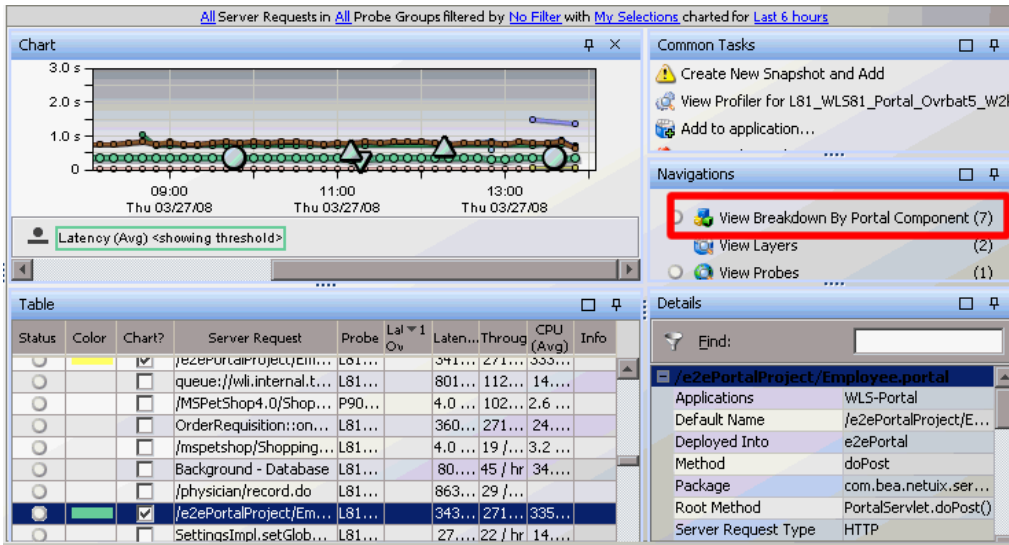 All Server Requests in All Probe Groups filtered by No Filter with My Selections charted for Last 6 hours
Chart
3.0 s
2.0 s
1.0 s
0
09:00
Thu 03/27/08
11:00
Thu 03/27/08
13:00
Thu 03/27/08
Latency (Avg) <showing threshold>
Common Tasks
Create New Snapshot and Add
View Profiler for L81_WLS81_Portal_Ovrbat5_W2
Add to application...
Navigations
View Breakdown By Portal Component (7)
View Layers (2)
View Probes (1)
Table
Status Color Chart? Server Request Probe Lal 1 Ov Laten... Throug CPU (Avg) Info
/e2ePortalProject/Em... L81... 341... 271... 333...
queue://wli.internal.t... L81... 801... 112... 14....
/MSPetShop4.0/Shop... P90... 4.0 ... 102... 2.6 ...
OrderRequisition::on... L81... 360... 271... 24....
/mspetshop/Shopping... L81... 4.0 ... 19 /... 3.2 ...
Background - Database L81... 80.... 45 / hr 34....
/physician/record.do L81... 863... 29 /...
/e2ePortalProject/Em... L81... 343... 271... 335...
SettingsImpl.setGlob... L81... 27.... 22 / hr 14....
Details
Find:
/e2ePortalProject/Employee.portal
Applications WLS-Portal
Default Name /e2ePortalProject/E...
Deployed Into e2ePortal
Method doPost
Package com.bea.netuix.ser...
Root Method PortalServlet.doPost()
Server Request Type HTTP